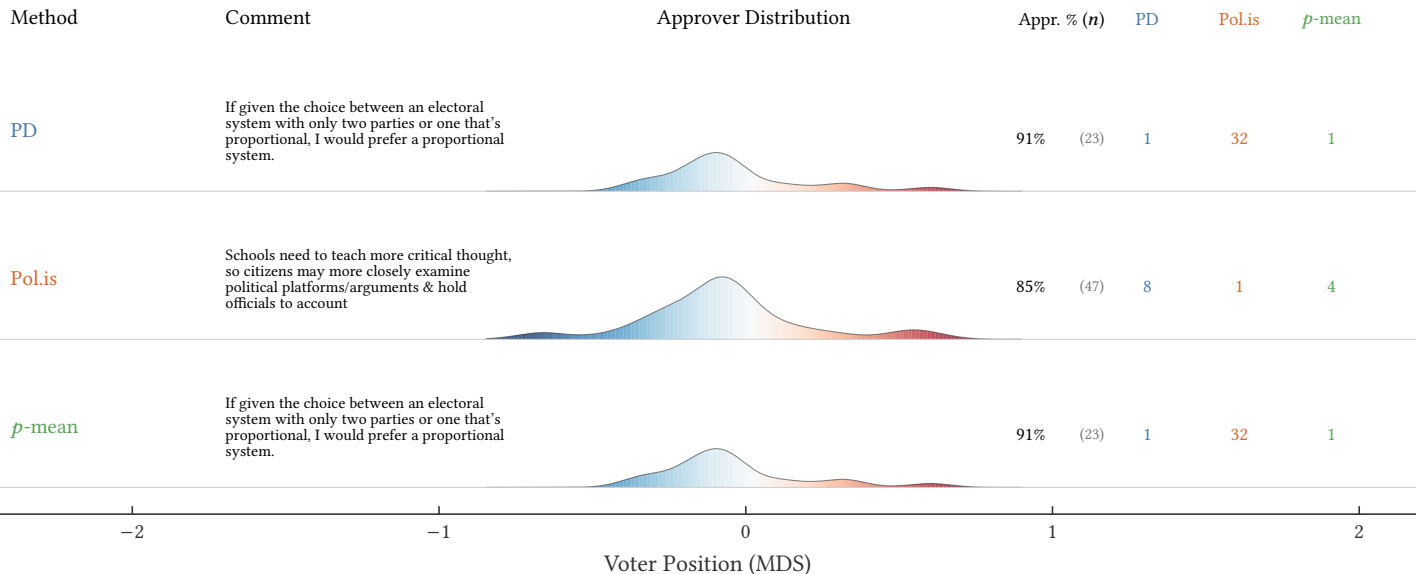 Method Comment Approver Distribution Appr. % (n) PD Pol.is p-mean
If given the choice between an electoral
system with only two parties or one that's
PD
proportional, I would prefer a proportional
91% (23) 1 32 1
system.
Schools need to teach more critical thought,
so citizens may more closely examine
Pol.is
political platforms/arguments & hold
85% (47) 8 1 4
officials to account
If given the choice between an electoral
system with only two parties or one that's
p-mean
proportional, I would prefer a proportional
91% (23) 1 32 1
system.
−2 −1 0 1 2
Voter Position (MDS)